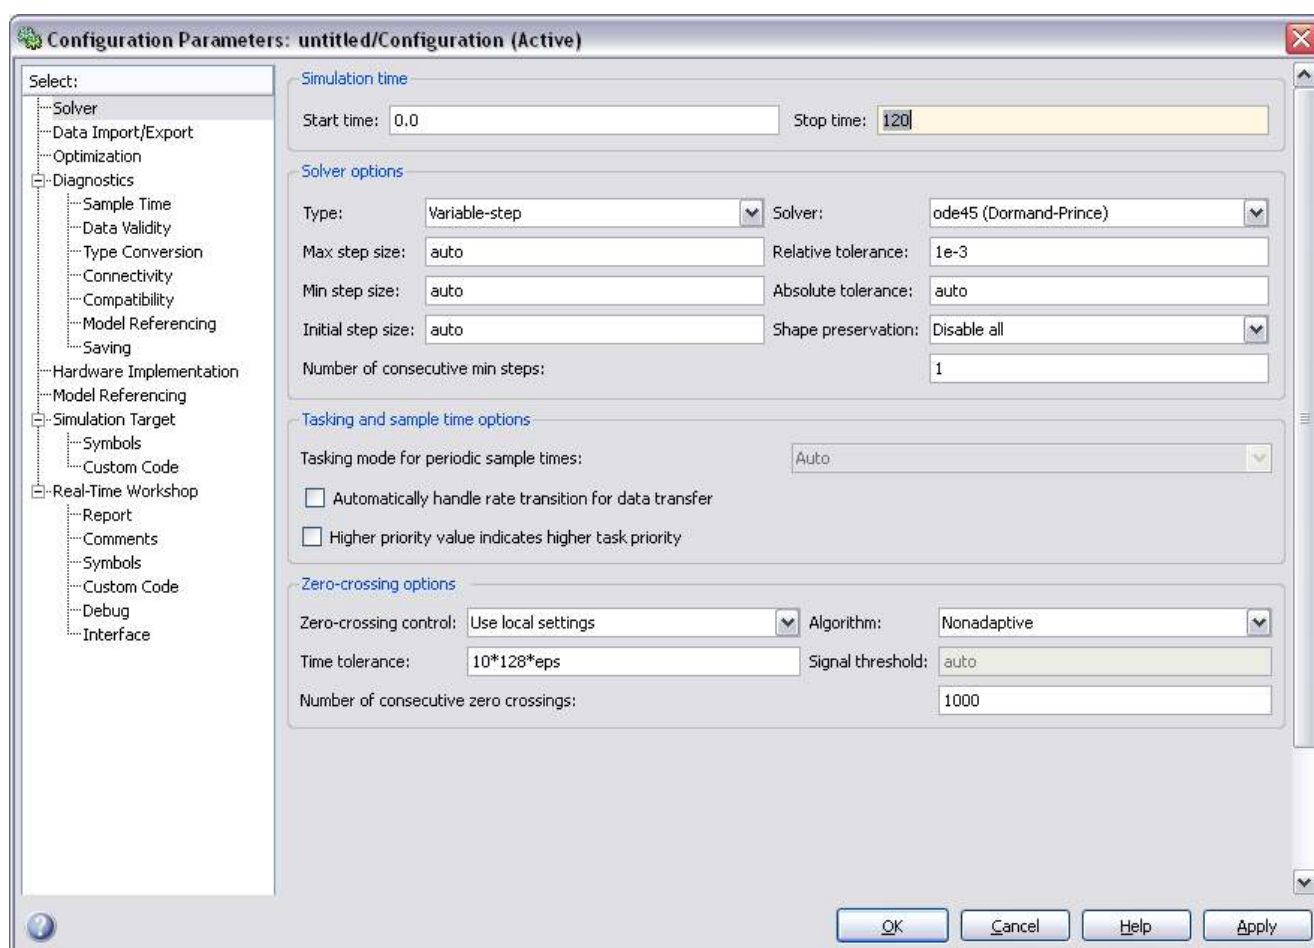 Configuration Parameters: untitled/Configuration (Active)
Select:
Solver
Data Import/Export
Optimization
Diagnostics
Sample Time
Data Validity
Type Conversion
Connectivity
Compatibility
Model Referencing
Saving
Hardware Implementation
Model Referencing
Simulation Target
Symbols
Custom Code
Real-Time Workshop
Report
Comments
Symbols
Custom Code
Debug
Interface
Simulation time
Start time: 0.0 Stop time: 120
Solver options
Type: Variable-step Solver: ode45 (Dormand-Prince)
Max step size: auto Relative tolerance: 1e-3
Min step size: auto Absolute tolerance: auto
Initial step size: auto Shape preservation: Disable all
Number of consecutive min steps: 1
Tasking and sample time options
Tasking mode for periodic sample times: Auto
Automatically handle rate transition for data transfer
Higher priority value indicates higher task priority
Zero-crossing options
Zero-crossing control: Use local settings Algorithm: Nonadaptive
Time tolerance: 10*128*eps Signal threshold: auto
Number of consecutive zero crossings: 1000
OK Cancel Help Apply